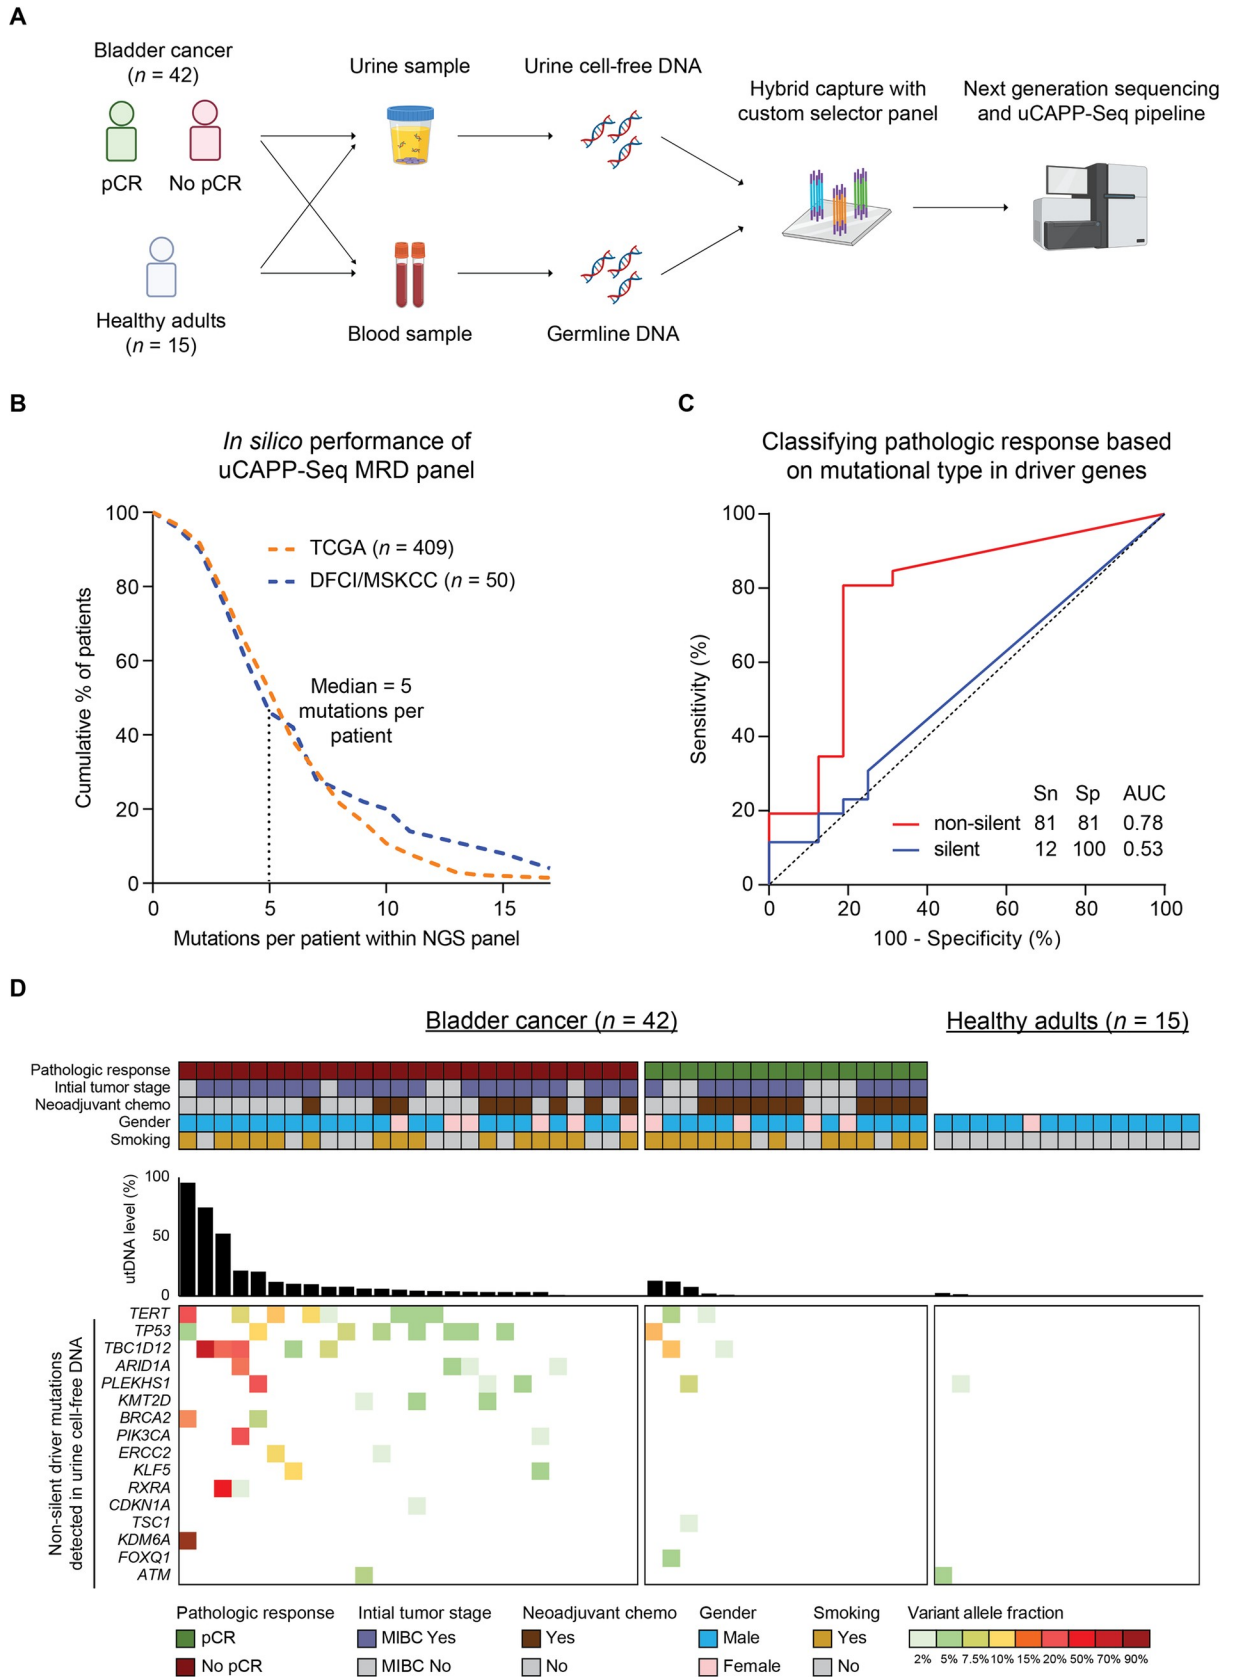 A
Bladder cancer
(n = 42)
pCR No pCR
Healthy adults
(n = 15)
Urine sample
Blood sample
Urine cell-free DNA
Germline DNA
Hybrid capture with
custom selector panel
Next generation sequencing
and uCAPP-Seq pipeline
B
In silico performance of
uCAPP-Seq MRD panel
Cumulative % of patients
100
80
60
40
20
0
TCGA (n = 409)
DFCI/MSKCC (n = 50)
Median = 5
mutations per
patient
0 5 10 15
Mutations per patient within NGS panel
C
Classifying pathologic response based
on mutational type in driver genes
Sensitivity (%)
100
80
60
40
20
0
Sn Sp AUC
non-silent 81 81 0.78
silent 12 100 0.53
0 20 40 60 80 100
100 - Specificity (%)
D
Bladder cancer (n = 42)
Healthy adults (n = 15)
Pathologic response
Intial tumor stage
Neoadjuvant chemo
Gender
Smoking
utDNA level (%)
100
50
0
Non-silent driver mutations
detected in urine cell-free DNA
TERT
TP53
TBC1D12
ARID1A
PLEKHS1
KMT2D
BRCA2
PIK3CA
ERCC2
KLF5
RXRA
CDKN1A
TSC1
KDM6A
FOXQ1
ATM
Pathologic response
pCR
No pCR
Intial tumor stage
MIBC Yes
MIBC No
Neoadjuvant chemo
Yes
No
Gender
Male
Female
Smoking
Yes
No
Variant allele fraction
2% 5% 7.5% 10% 15% 20% 50% 70% 90%